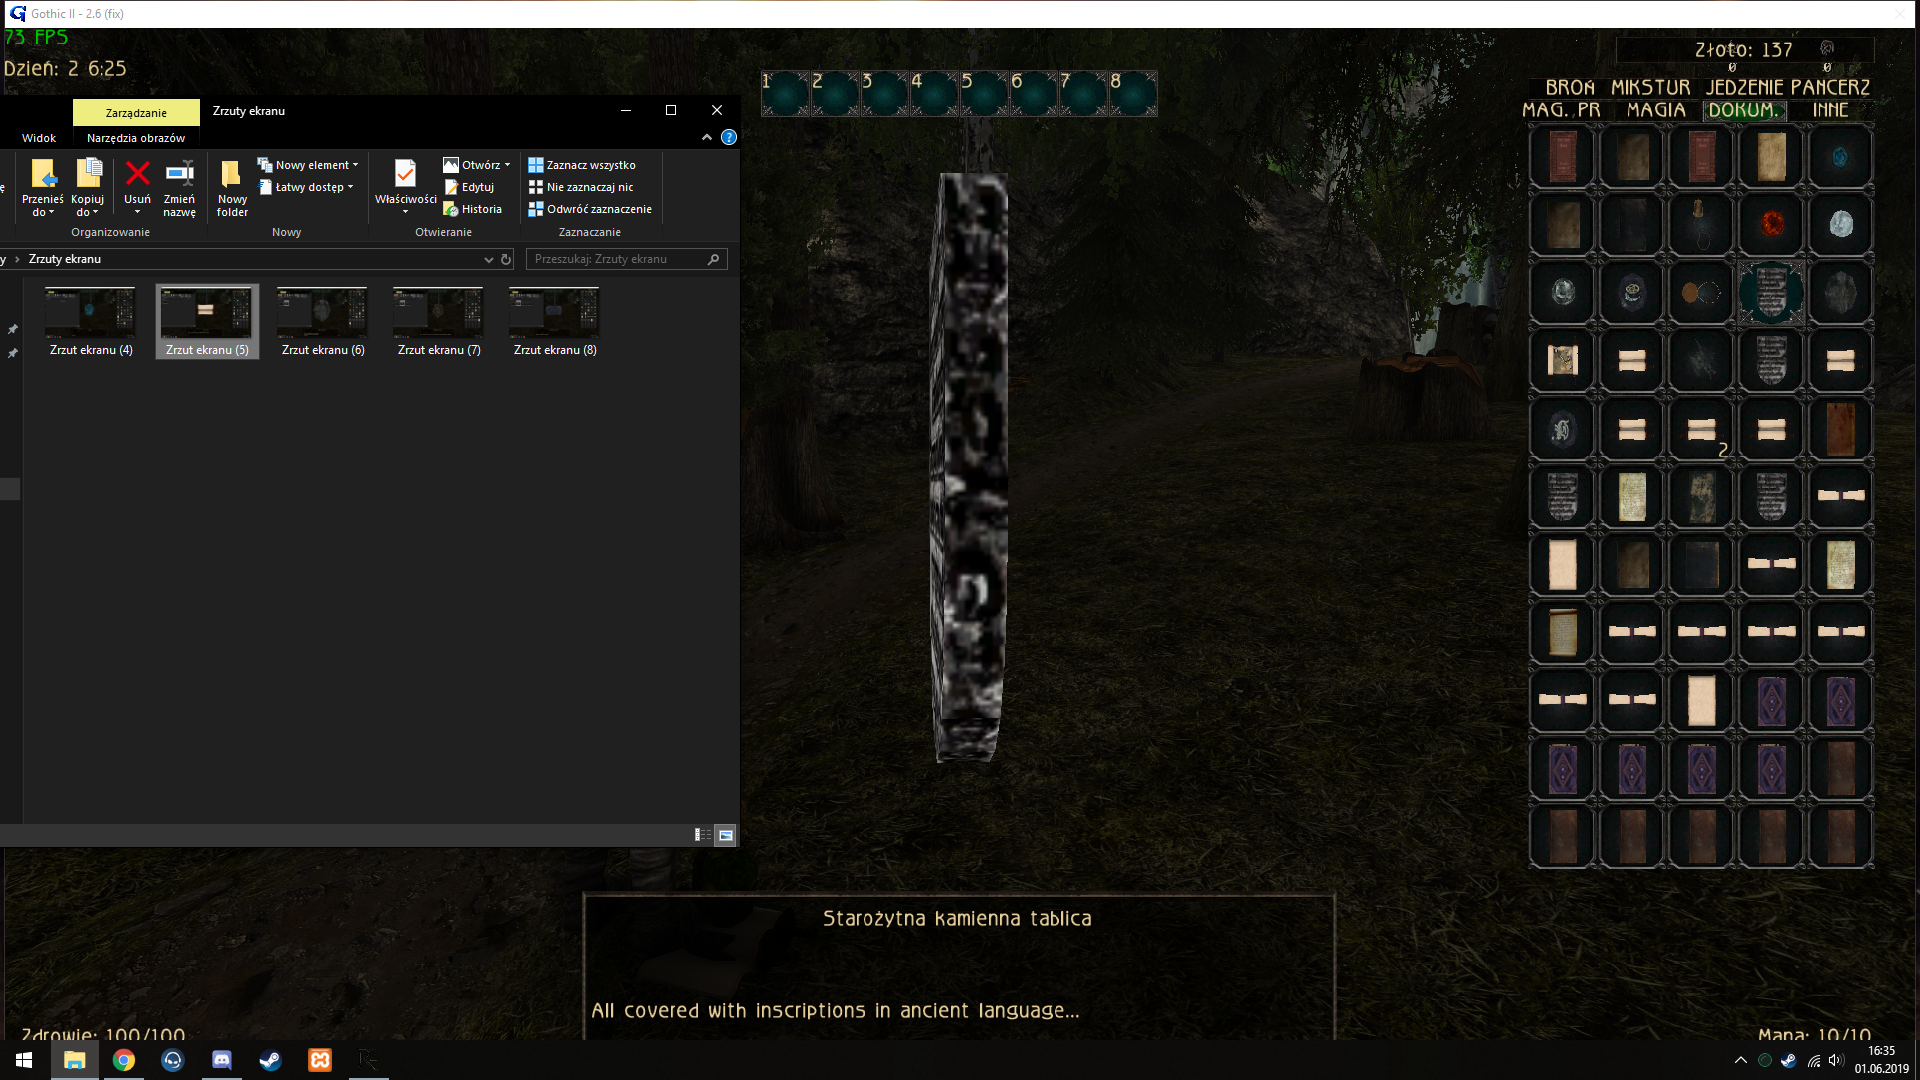 Gothic II - 2.6 (fix)
73 FPS
Dzień: 2 6:25
Złoto: 137
0 0
1 2 3 4 5 6 7 8
BROŃ MIKSTUR JEDZENIE PANCERZ
MAG. PR MAGIA DOKUM. INNE
2
Zarządzanie Zrzuty ekranu
Widok Narzędzia obrazów
Przenieś do
Kopiuj do
Usuń
Zmień nazwę
Organizowanie
Nowy folder
Nowy element
Łatwy dostęp
Nowy
Właściwości
Otwórz
Edytuj
Historia
Otwieranie
Zaznacz wszystko
Nie zaznaczaj nic
Odwróć zaznaczenie
Zaznaczanie
y › Zrzuty ekranu
Przeszukaj: Zrzuty ekranu
Zrzut ekranu (4) Zrzut ekranu (5) Zrzut ekranu (6) Zrzut ekranu (7) Zrzut ekranu (8)
Starożytna kamienna tablica
All covered with inscriptions in ancient language...
Zdrowie: 100/100
Mana: 10/10
16:35
01.06.2019